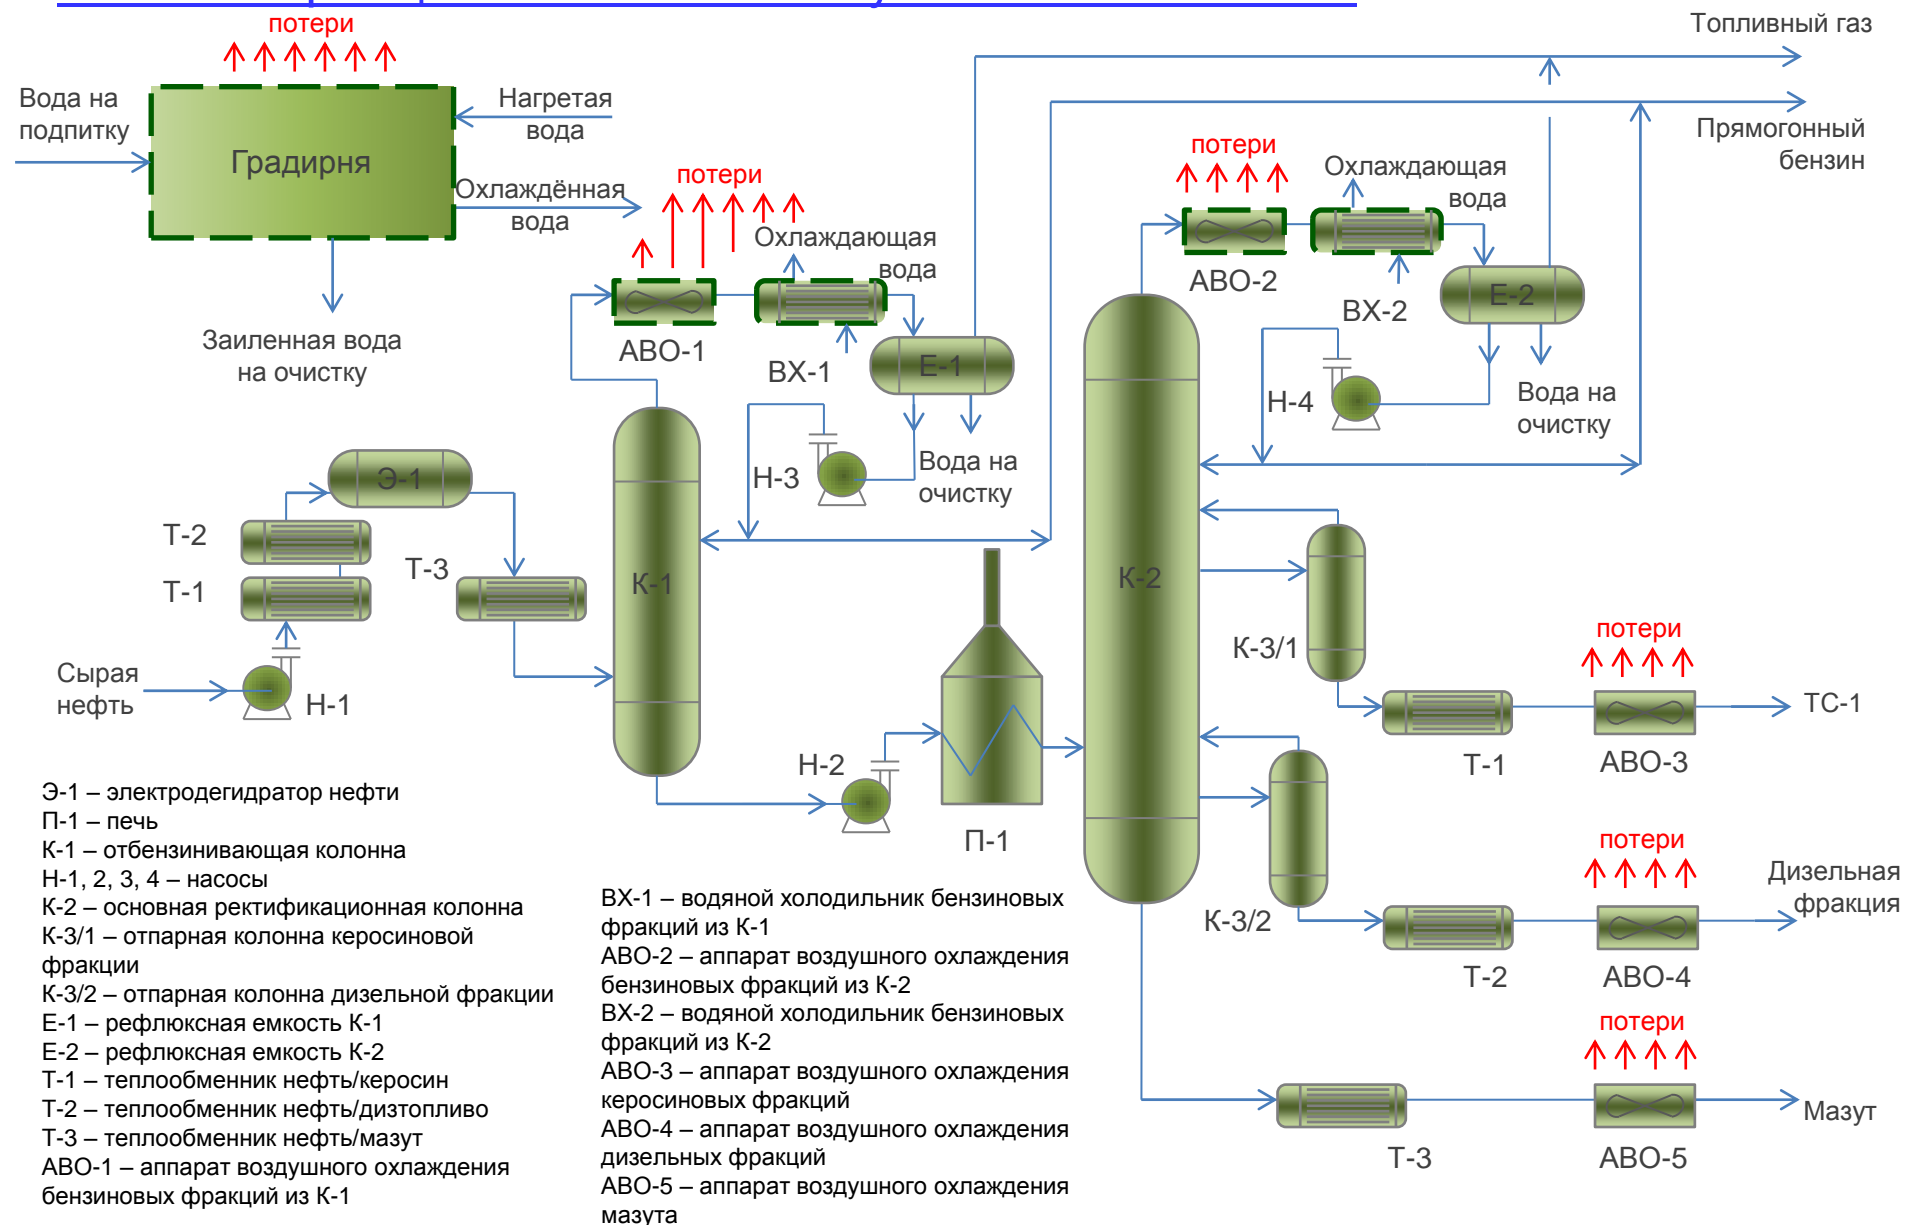 потери
Топливный газ
Вода на
подпитку
Нагретая
вода
Градирня
Охлаждённая
вода
потери
Охлаждающая
вода
потери
Охлаждающая
вода
Прямогонный
бензин
АВО-1
ВХ-1
Е-1
АВО-2
ВХ-2
Е-2
Заиленная вода
на очистку
Н-4
Вода на
очистку
Н-3
Вода на
очистку
Э-1
Т-2
Т-1
Т-3
К-1
К-2
Сырая
нефть
Н-1
К-3/1
потери
ТС-1
Т-1
АВО-3
Н-2
П-1
потери
Дизельная
фракция
К-3/2
Т-2
АВО-4
потери
Мазут
Т-3
АВО-5
Э-1 – электродегидратор нефти
П-1 – печь
К-1 – отбензинивающая колонна
Н-1, 2, 3, 4 – насосы
К-2 – основная ректификационная колонна
К-3/1 – отпарная колонна керосиновой
фракции
К-3/2 – отпарная колонна дизельной фракции
Е-1 – рефлюксная емкость К-1
Е-2 – рефлюксная емкость К-2
Т-1 – теплообменник нефть/керосин
Т-2 – теплообменник нефть/дизтопливо
Т-3 – теплообменник нефть/мазут
АВО-1 – аппарат воздушного охлаждения
бензиновых фракций из К-1
ВХ-1 – водяной холодильник бензиновых
фракций из К-1
АВО-2 – аппарат воздушного охлаждения
бензиновых фракций из К-2
ВХ-2 – водяной холодильник бензиновых
фракций из К-2
АВО-3 – аппарат воздушного охлаждения
керосиновых фракций
АВО-4 – аппарат воздушного охлаждения
дизельных фракций
АВО-5 – аппарат воздушного охлаждения
мазута